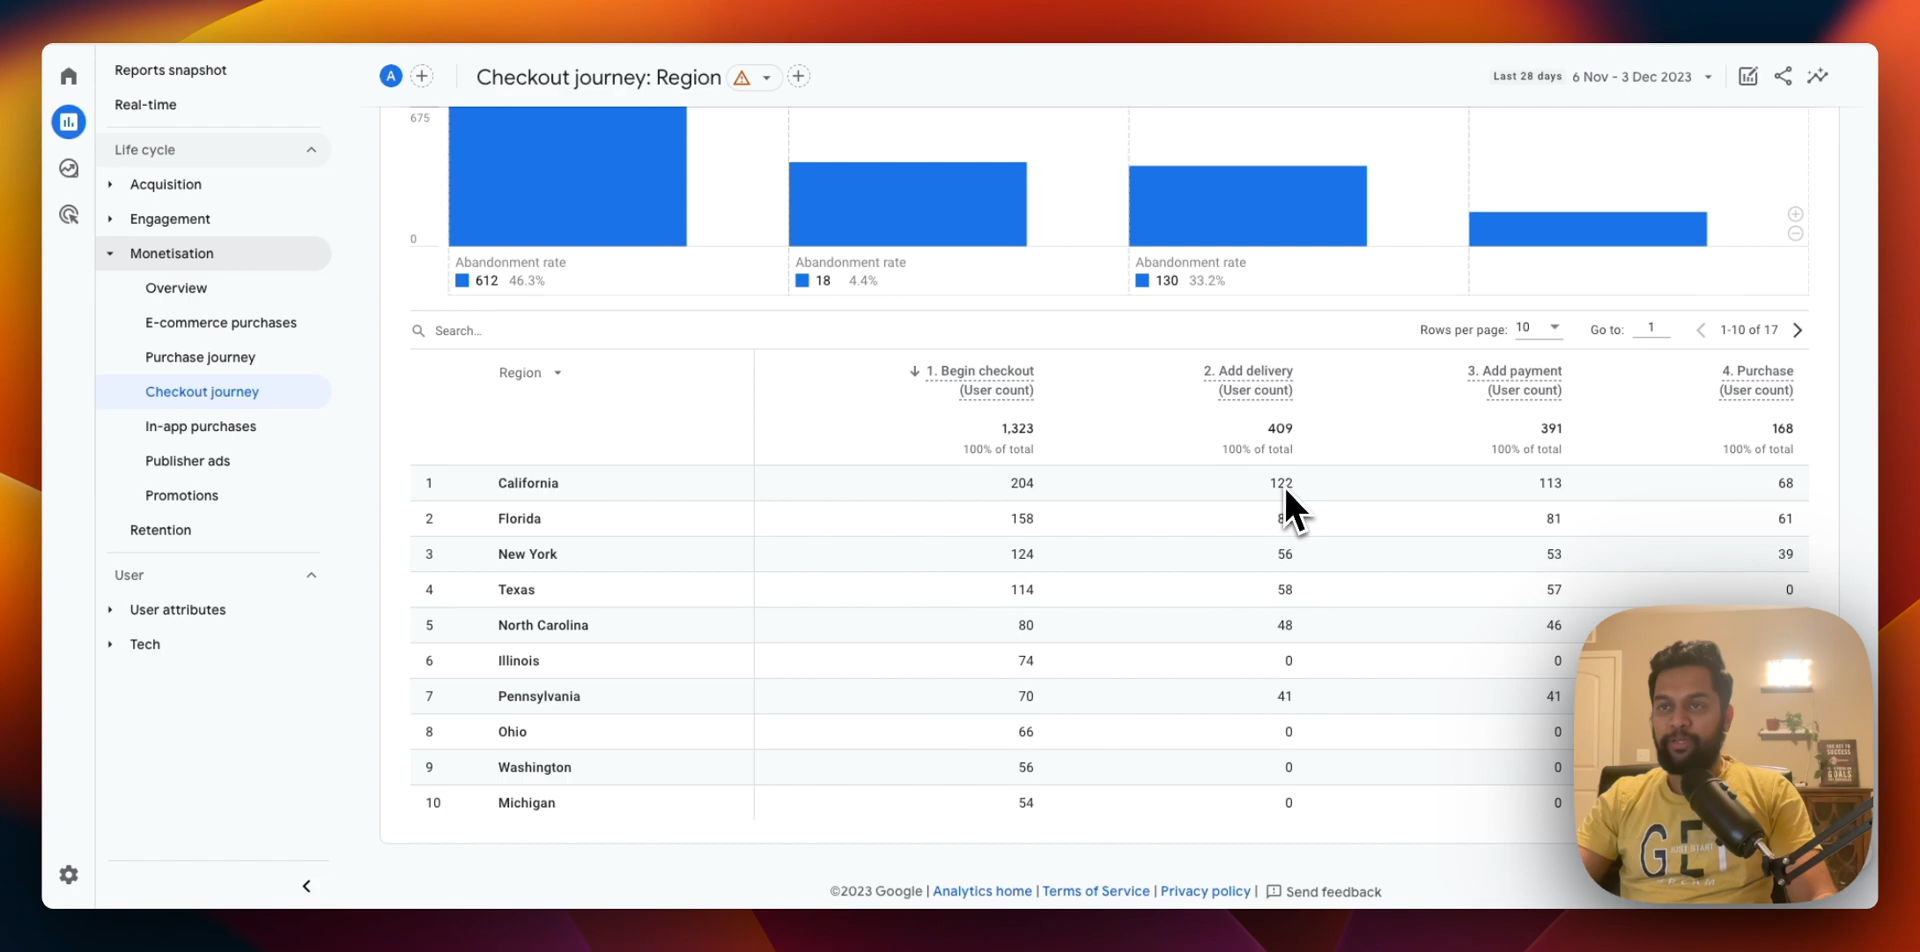 Reports snapshot
Real-time
Life cycle
Acquisition
Engagement
Monetisation
Overview
E-commerce purchases
Purchase journey
Checkout journey
In-app purchases
Publisher ads
Promotions
Retention
User
User attributes
Tech
A Checkout journey: Region Last 28 days 6 Nov - 3 Dec 2023
675
0
Abandonment rate Abandonment rate Abandonment rate
612 46.3% 18 4.4% 130 33.2%
Search... Rows per page: 10 Go to: 1 1-10 of 17
Region 1. Begin checkout 2. Add delivery 3. Add payment 4. Purchase
(User count) (User count) (User count) (User count)
1,323 409 391 168
100% of total 100% of total 100% of total 100% of total
1 California 204 122 113 68
2 Florida 158 81 61
3 New York 124 56 53 39
4 Texas 114 58 57 0
5 North Carolina 80 48 46
6 Illinois 74 0 0
7 Pennsylvania 70 41 41
8 Ohio 66 0 0
9 Washington 56 0 0
10 Michigan 54 0 0
©2023 Google | Analytics home | Terms of Service | Privacy policy | Send feedback
SUCCESS
GOALS
GET